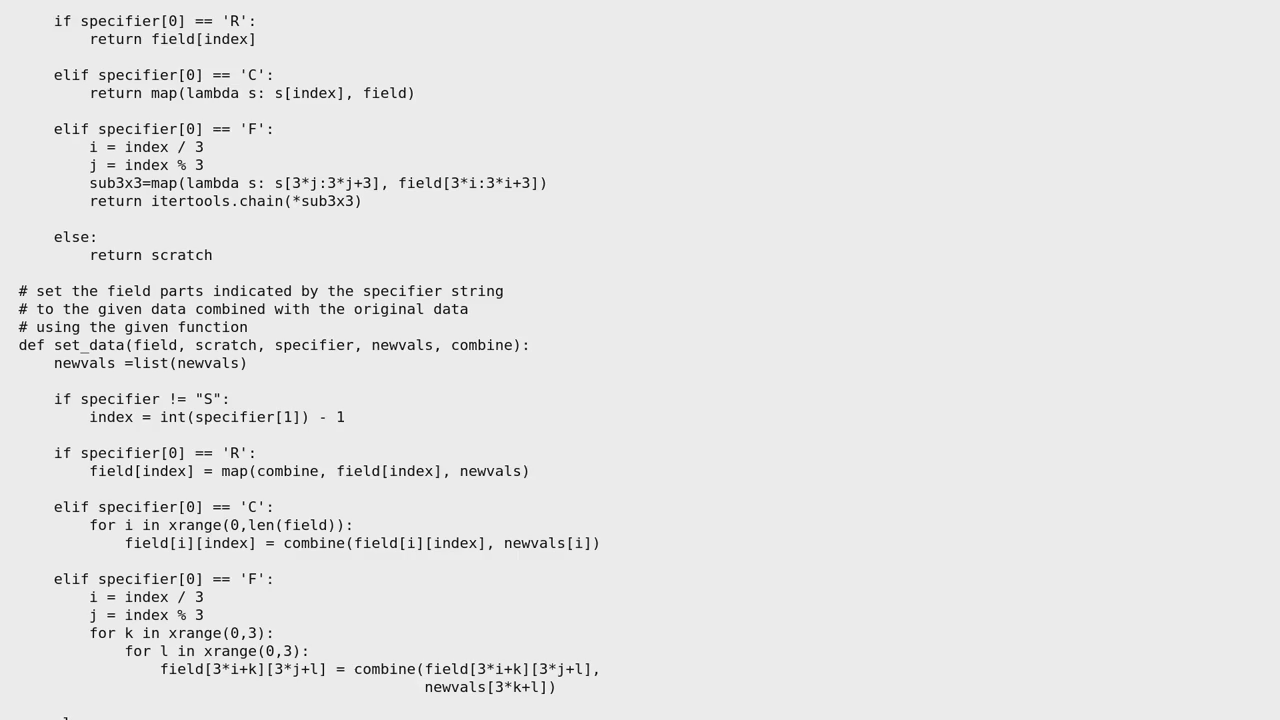 if specifier[0] == 'R':
        return field[index]

    elif specifier[0] == 'C':
        return map(lambda s: s[index], field)

    elif specifier[0] == 'F':
        i = index / 3
        j = index % 3
        sub3x3=map(lambda s: s[3*j:3*j+3], field[3*i:3*i+3])
        return itertools.chain(*sub3x3)

    else:
        return scratch

# set the field parts indicated by the specifier string
# to the given data combined with the original data
# using the given function
def set_data(field, scratch, specifier, newvals, combine):
    newvals =list(newvals)

    if specifier != "S":
        index = int(specifier[1]) - 1

    if specifier[0] == 'R':
        field[index] = map(combine, field[index], newvals)

    elif specifier[0] == 'C':
        for i in xrange(0,len(field)):
            field[i][index] = combine(field[i][index], newvals[i])

    elif specifier[0] == 'F':
        i = index / 3
        j = index % 3
        for k in xrange(0,3):
            for l in xrange(0,3):
                field[3*i+k][3*j+l] = combine(field[3*i+k][3*j+l],
                                              newvals[3*k+l])